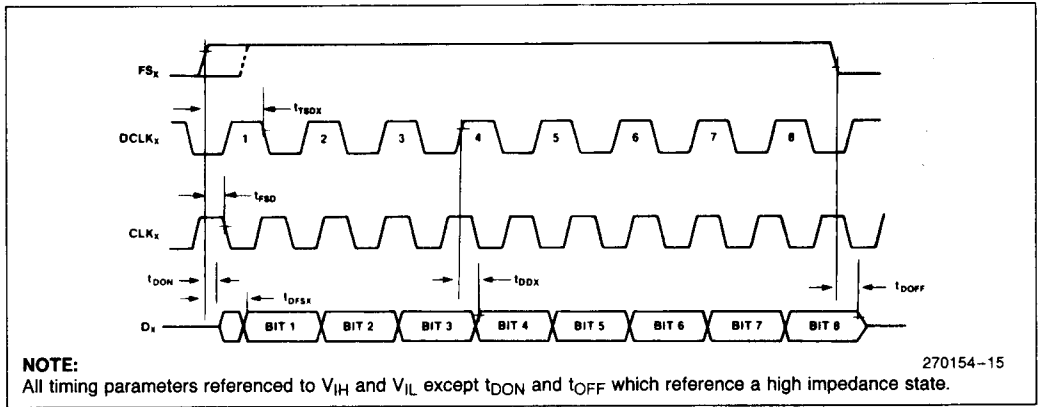 FSX
tTSDX
DCLKX 1 2 3 4 5 6 7 8
tFSD
CLKX
tDON tDDX tDOFF
tDFSX
DX BIT 1 BIT 2 BIT 3 BIT 4 BIT 5 BIT 6 BIT 7 BIT 8
NOTE: 270154–15
All timing parameters referenced to VIH and VIL except tDON and tOFF which reference a high impedance state.